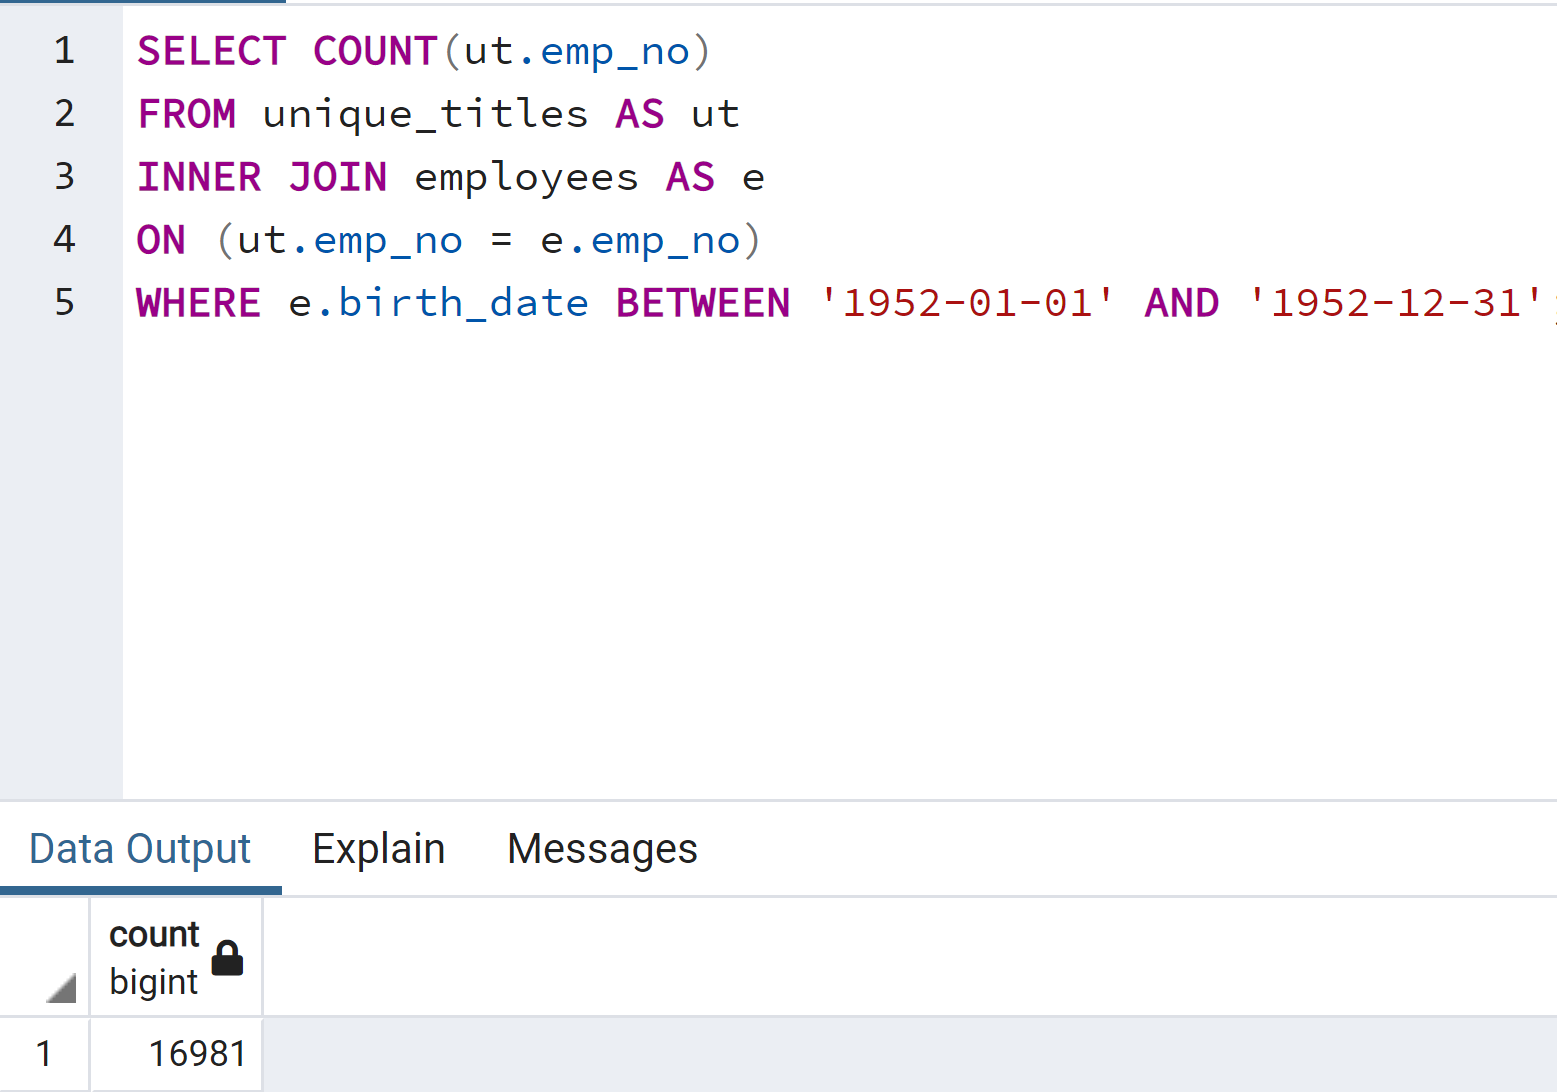 1 SELECT COUNT(ut.emp_no)
2 FROM unique_titles AS ut
3 INNER JOIN employees AS e
4 ON (ut.emp_no = e.emp_no)
5 WHERE e.birth_date BETWEEN '1952-01-01' AND '1952-12-31';
Data Output Explain Messages
count
bigint
1 16981